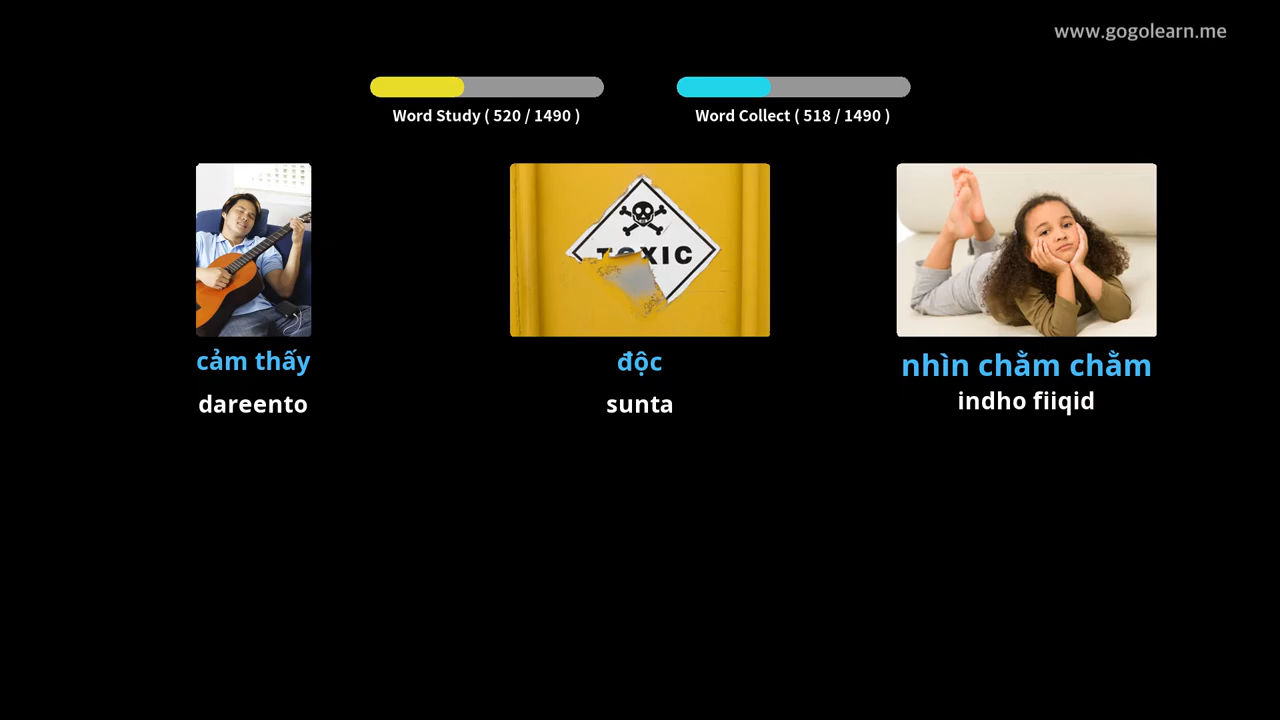 www.gogolearn.me
Word Study ( 520 / 1490 )
Word Collect ( 518 / 1490 )
TOXIC
cảm thấy
độc
nhìn chằm chằm
dareento
sunta
indho fiiqid